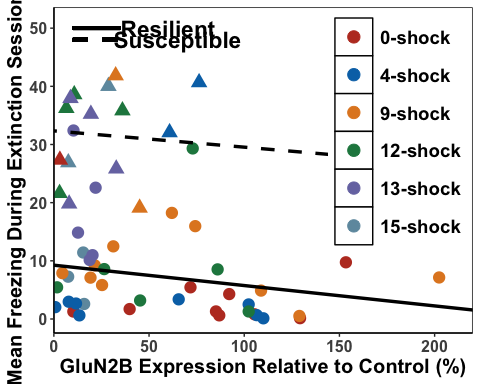 Mean Freezing During Extinction Session
50
40
30
20
10
0
Resilient
Susceptible
0-shock
4-shock
9-shock
12-shock
13-shock
15-shock
0 50 100 150 200
GluN2B Expression Relative to Control (%)